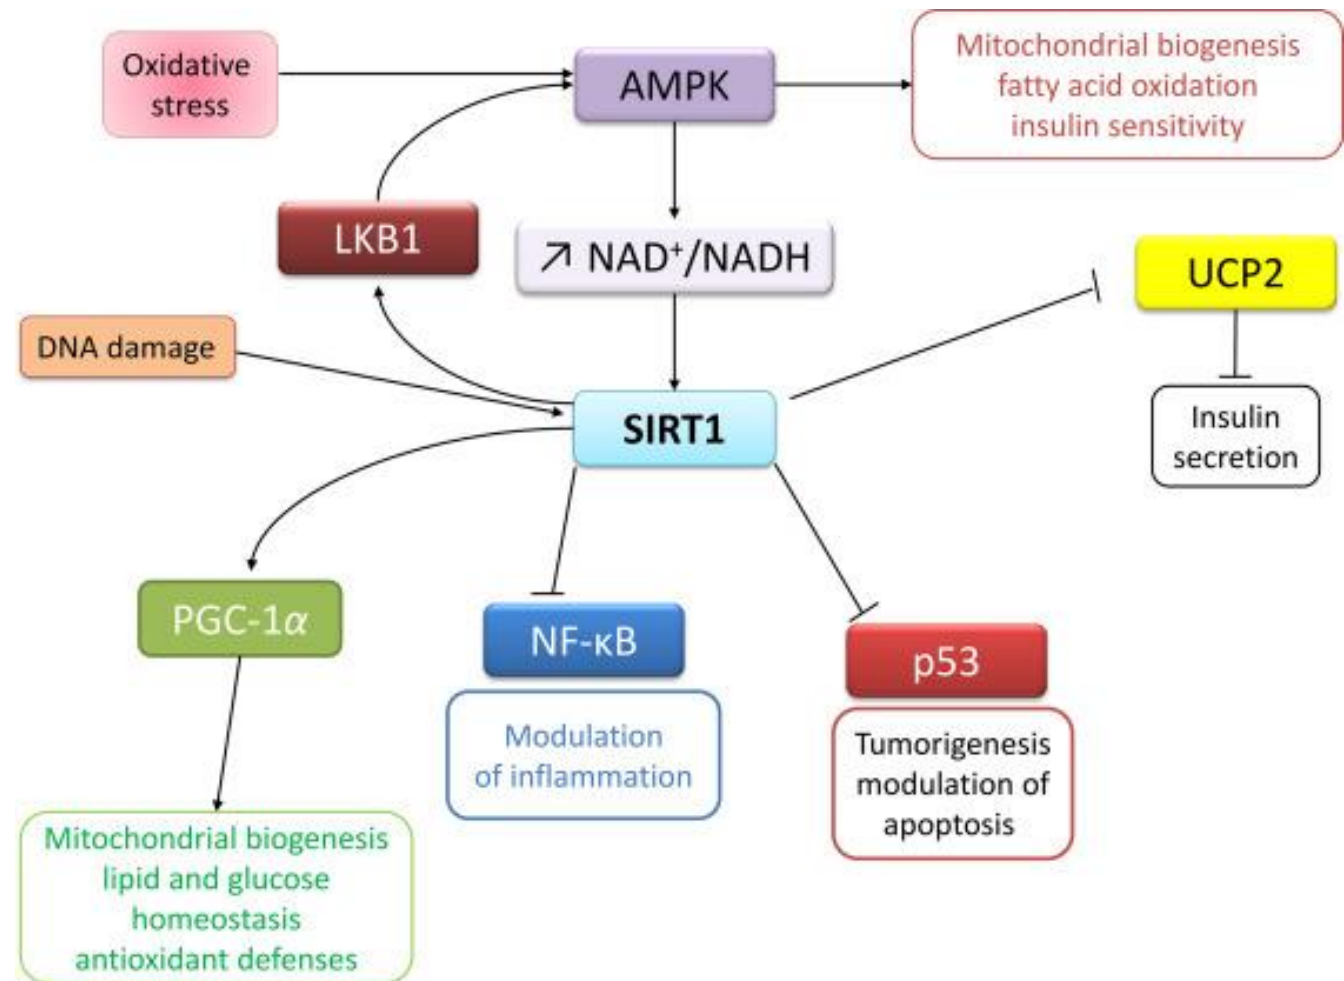 Oxidative
stress
AMPK
Mitochondrial biogenesis
fatty acid oxidation
insulin sensitivity
LKB1
↗ NAD⁺/NADH
UCP2
DNA damage
SIRT1
Insulin
secretion
PGC-1α
NF-κB
p53
Modulation
of inflammation
Tumorigenesis
modulation of
apoptosis
Mitochondrial biogenesis
lipid and glucose
homeostasis
antioxidant defenses